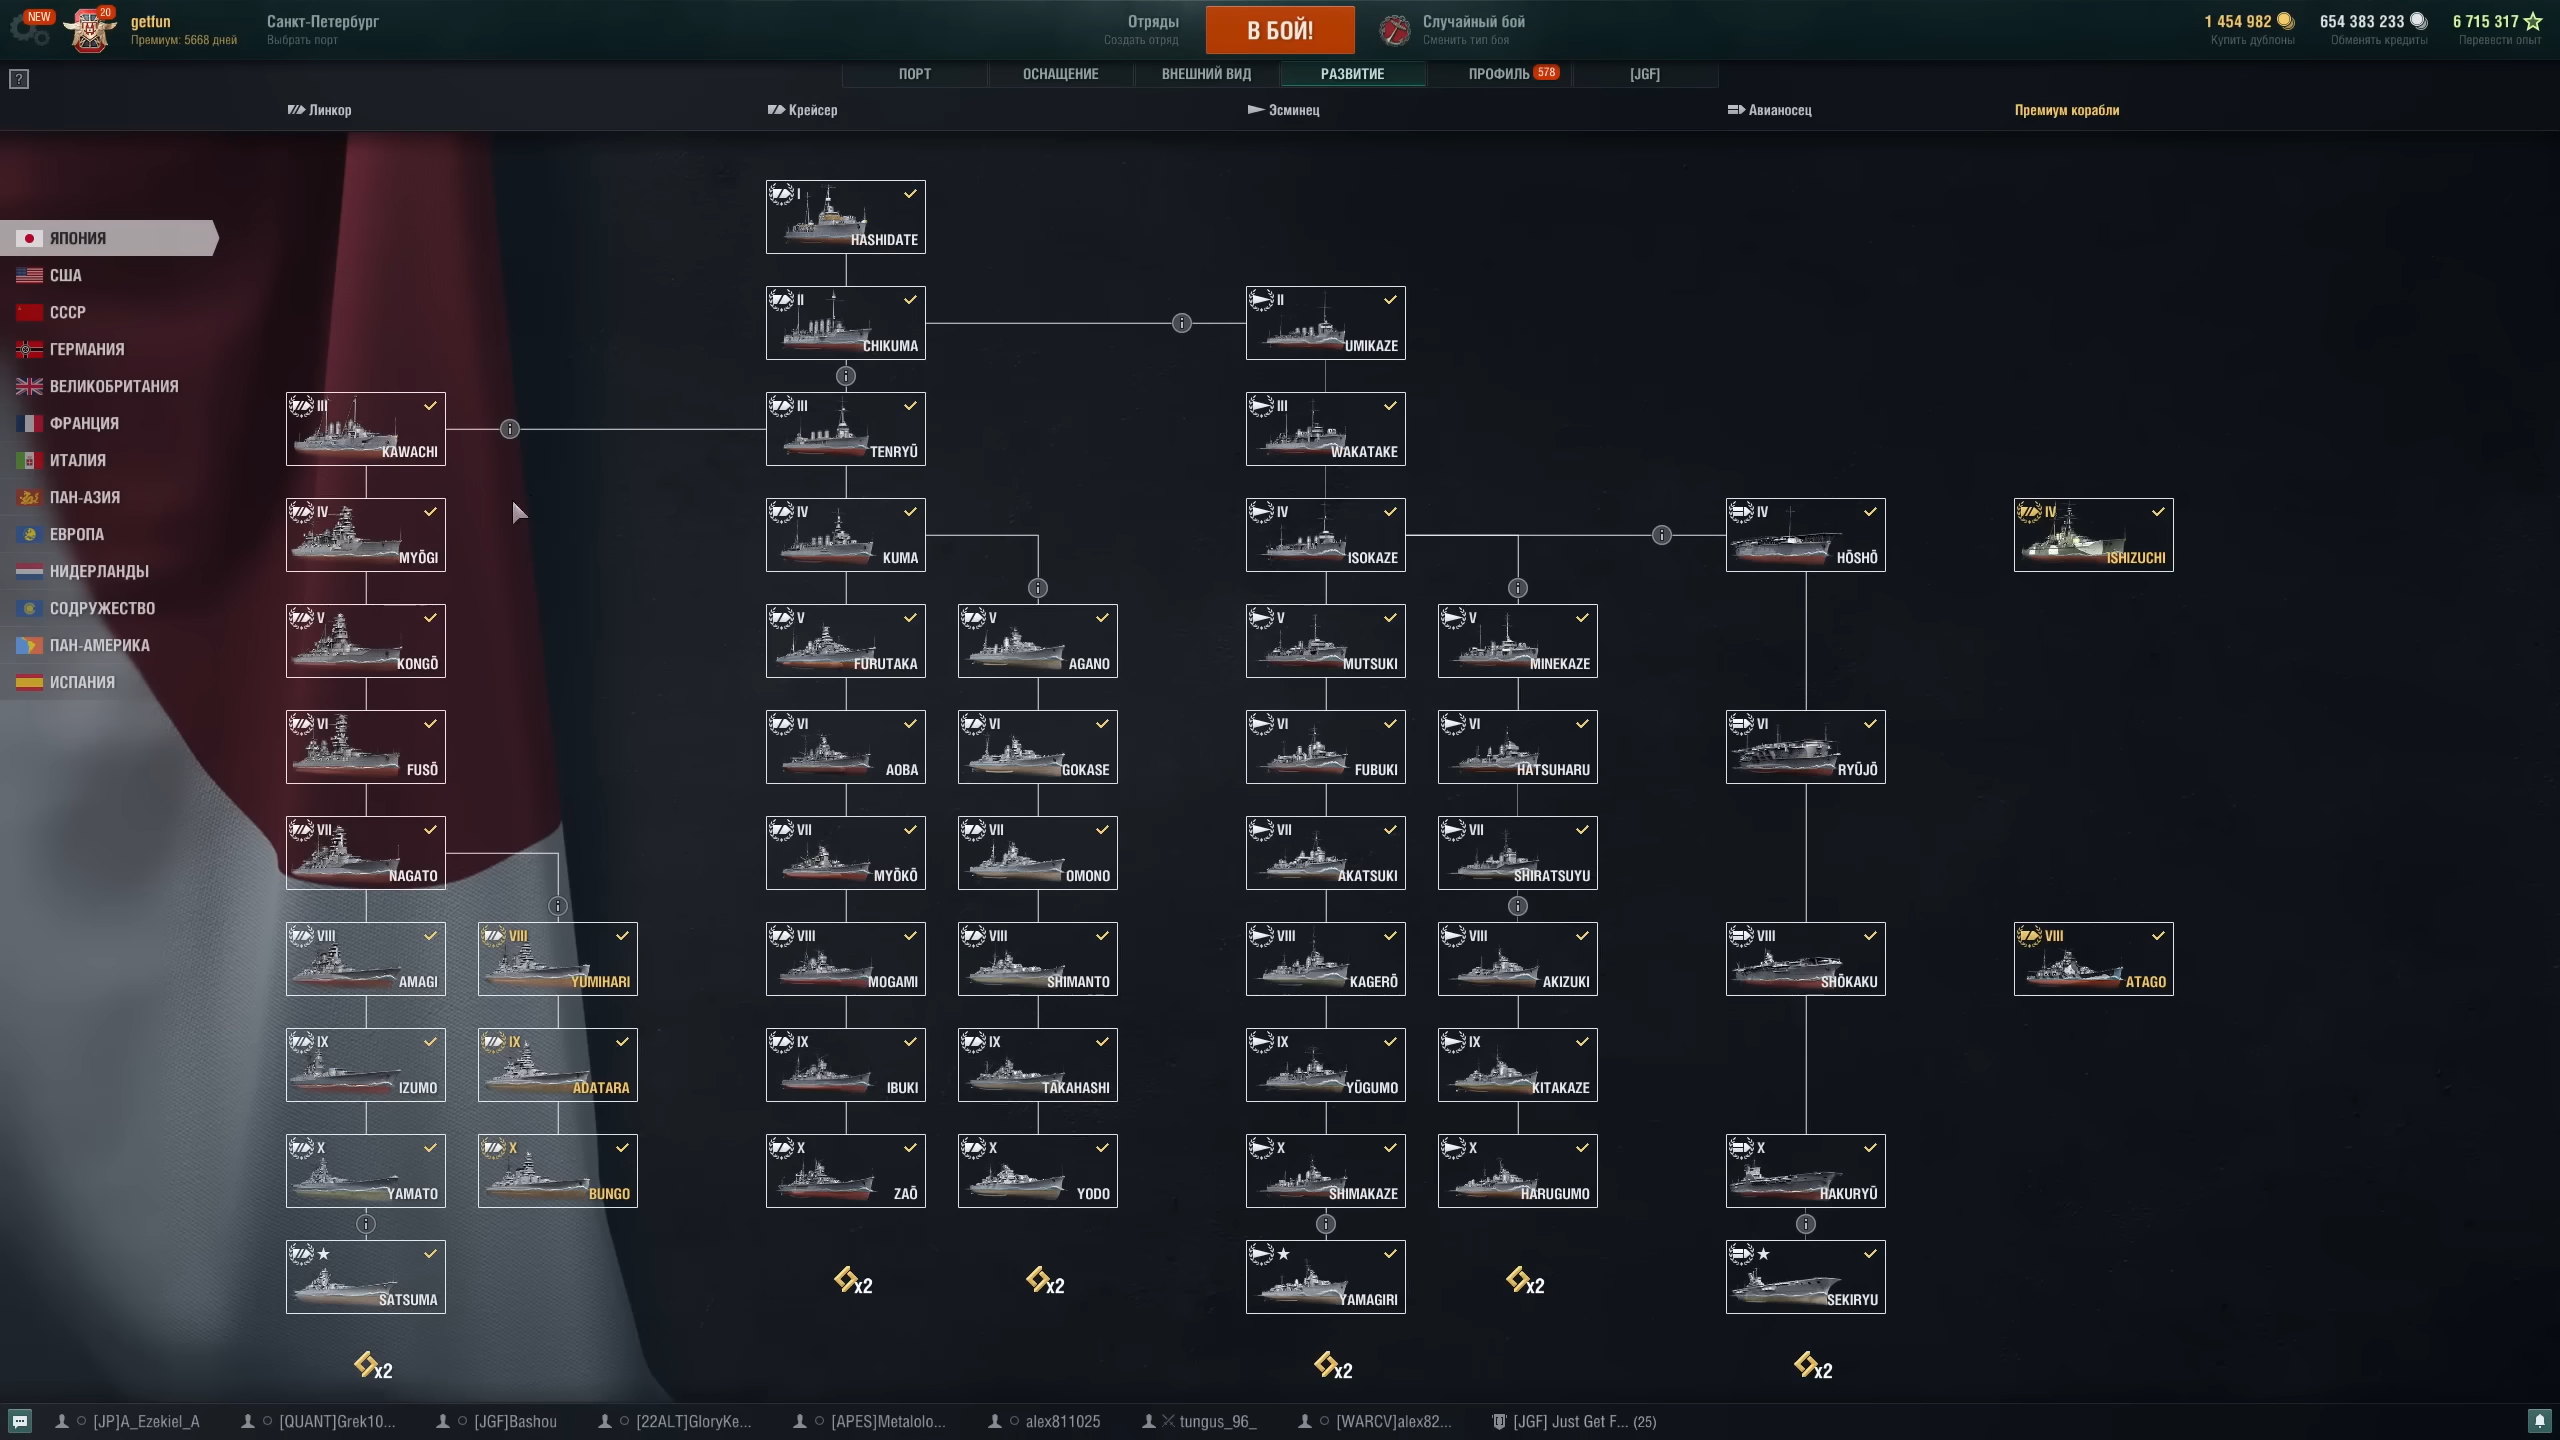 NEW
20
getfun
Премиум: 5668 дней
Санкт-Петербург
Выбрать порт
Отряды
Создать отряд
В БОЙ!
Случайный бой
Сменить тип боя
1 454 982
Купить дублоны
654 383 233
Обменять кредиты
6 715 317
Перевести опыт
?
ПОРТ
ОСНАЩЕНИЕ
ВНЕШНИЙ ВИД
РАЗВИТИЕ
ПРОФИЛЬ 578
[JGF]
Линкор
Крейсер
Эсминец
Авианосец
Премиум корабли
ЯПОНИЯ
США
СССР
ГЕРМАНИЯ
ВЕЛИКОБРИТАНИЯ
ФРАНЦИЯ
ИТАЛИЯ
ПАН-АЗИЯ
ЕВРОПА
НИДЕРЛАНДЫ
СОДРУЖЕСТВО
ПАН-АМЕРИКА
ИСПАНИЯ
I
HASHIDATE
II
CHIKUMA
II
UMIKAZE
III
KAWACHI
III
TENRYŪ
III
WAKATAKE
IV
MYŌGI
IV
KUMA
IV
ISOKAZE
IV
HŌSHŌ
IV
ISHIZUCHI
V
KONGŌ
V
FURUTAKA
V
AGANO
V
MUTSUKI
V
MINEKAZE
VI
FUSŌ
VI
AOBA
VI
GOKASE
VI
FUBUKI
VI
HATSUHARU
VI
RYŪJŌ
VII
NAGATO
VII
MYŌKŌ
VII
OMONO
VII
AKATSUKI
VII
SHIRATSUYU
VIII
AMAGI
VIII
YUMIHARI
VIII
MOGAMI
VIII
SHIMANTO
VIII
KAGERŌ
VIII
AKIZUKI
VIII
SHŌKAKU
VIII
ATAGO
IX
IZUMO
IX
ADATARA
IX
IBUKI
IX
TAKAHASHI
IX
YŪGUMO
IX
KITAKAZE
X
YAMATO
X
BUNGO
X
ZAŌ
X
YODO
X
SHIMAKAZE
X
HARUGUMO
X
HAKURYŪ
SATSUMA
x2
x2
YAMAGIRI
x2
SEKIRYU
x2
x2
x2
[JP]A_Ezekiel_A
[QUANT]Grek10...
[JGF]Bashou
[22ALT]GloryKe...
[APES]Metalolo...
alex811025
tungus_96_
[WARCV]alex82...
[JGF] Just Get F... (25)